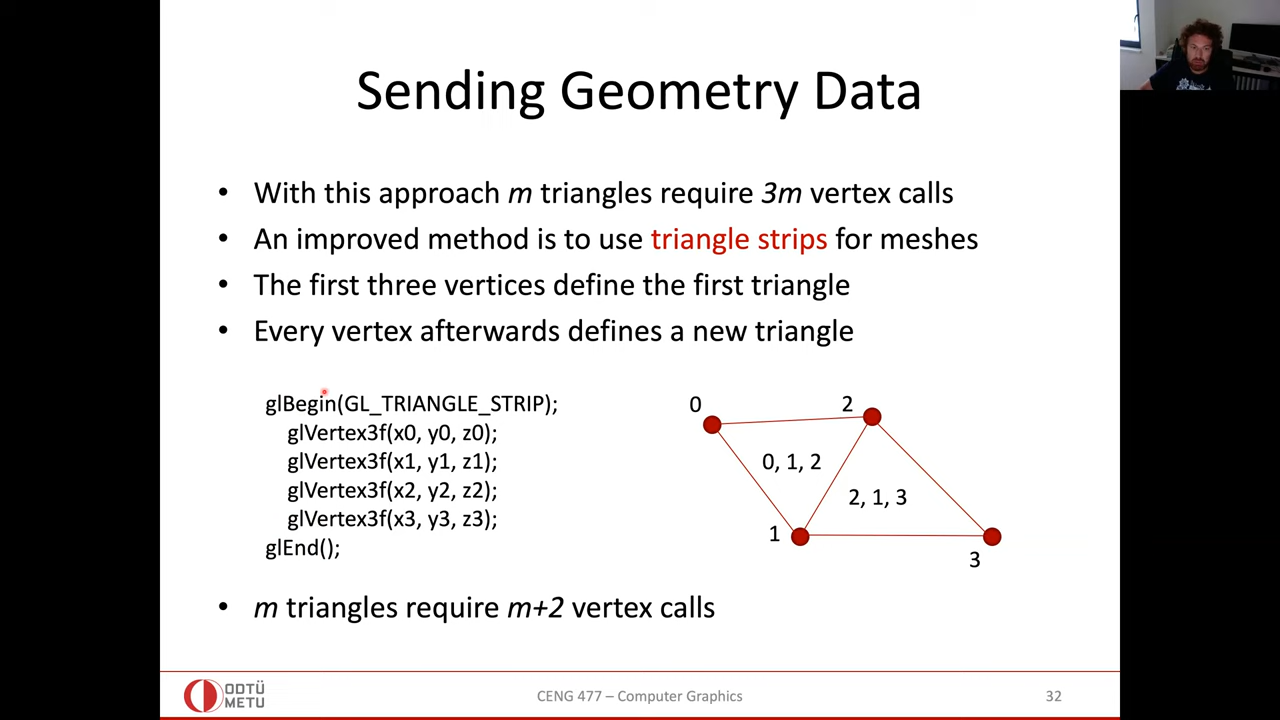 Sending Geometry Data
• With this approach m triangles require 3m vertex calls
• An improved method is to use triangle strips for meshes
• The first three vertices define the first triangle
• Every vertex afterwards defines a new triangle
glBegin(GL_TRIANGLE_STRIP);
glVertex3f(x0, y0, z0);
glVertex3f(x1, y1, z1);
glVertex3f(x2, y2, z2);
glVertex3f(x3, y3, z3);
glEnd();
0
2
0, 1, 2
2, 1, 3
1
3
• m triangles require m+2 vertex calls
ODTÜ
METU
CENG 477 – Computer Graphics
32